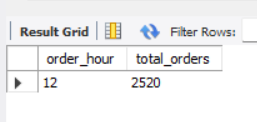 Result Grid Filter Rows:
order_hour total_orders
12 2520